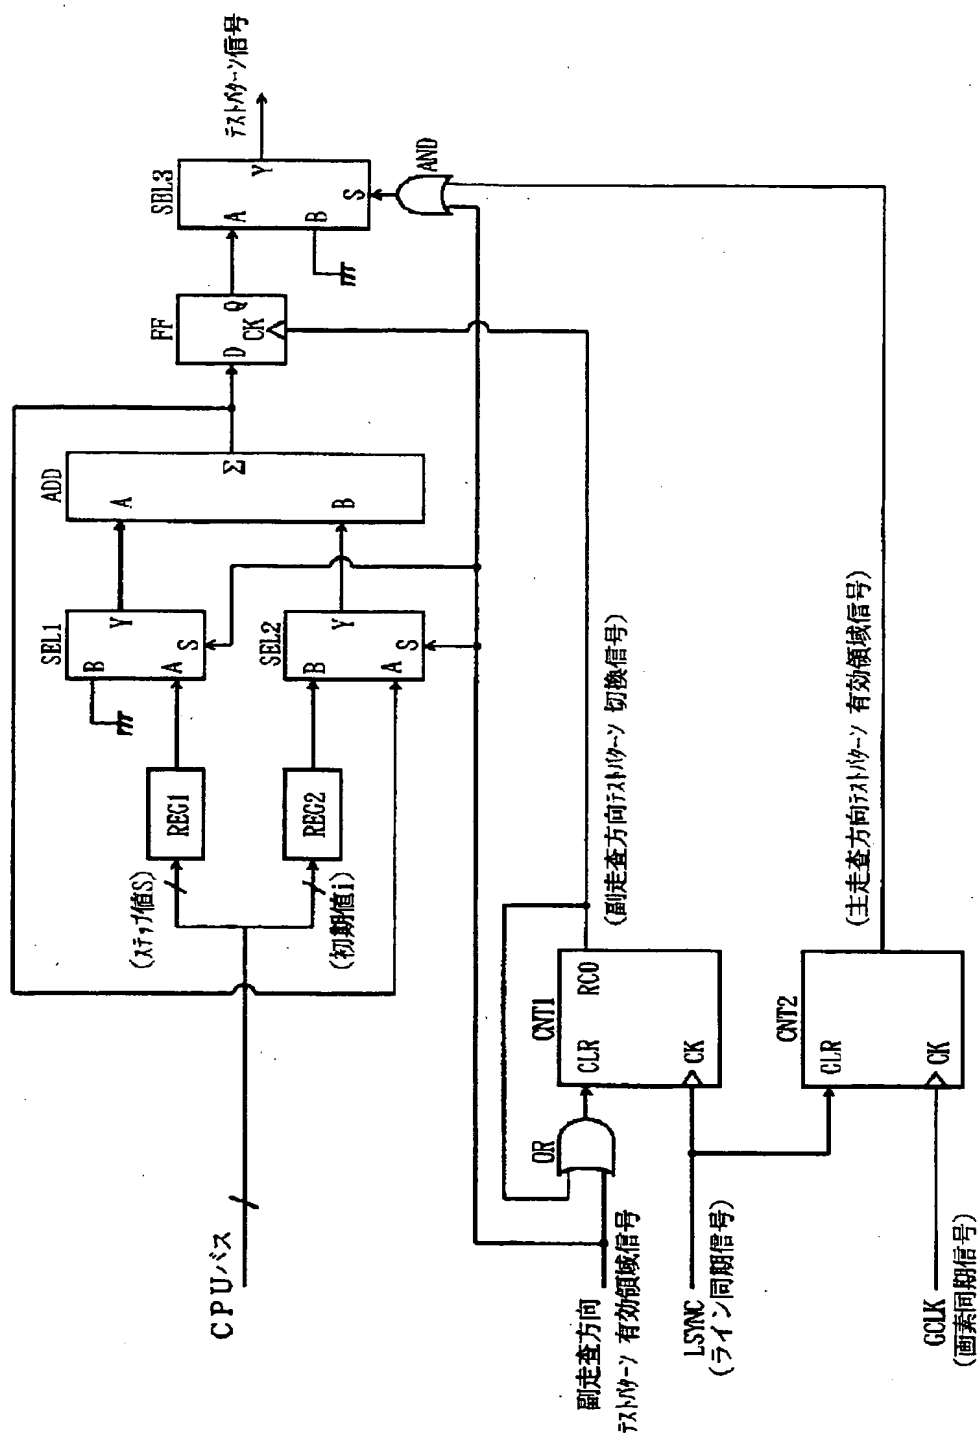 CPUバス
(ステップ値S)
(初期値i)
REG1
REG2
SEL1
B
A
Y
S
SEL2
B
A
Y
S
ADD
A
B
Σ
FF
D
Q
CK
SEL3
A
B
Y
S
テストパターン信号
AND
副走査方向
テストパターン 有効領域信号
OR
CNT1
CLR
RCO
CK
(副走査方向テストパターン 切換信号)
LSYNC
(ライン同期信号)
CNT2
CLR
CK
(主走査方向テストパターン 有効領域信号)
GCLK
(画素同期信号)